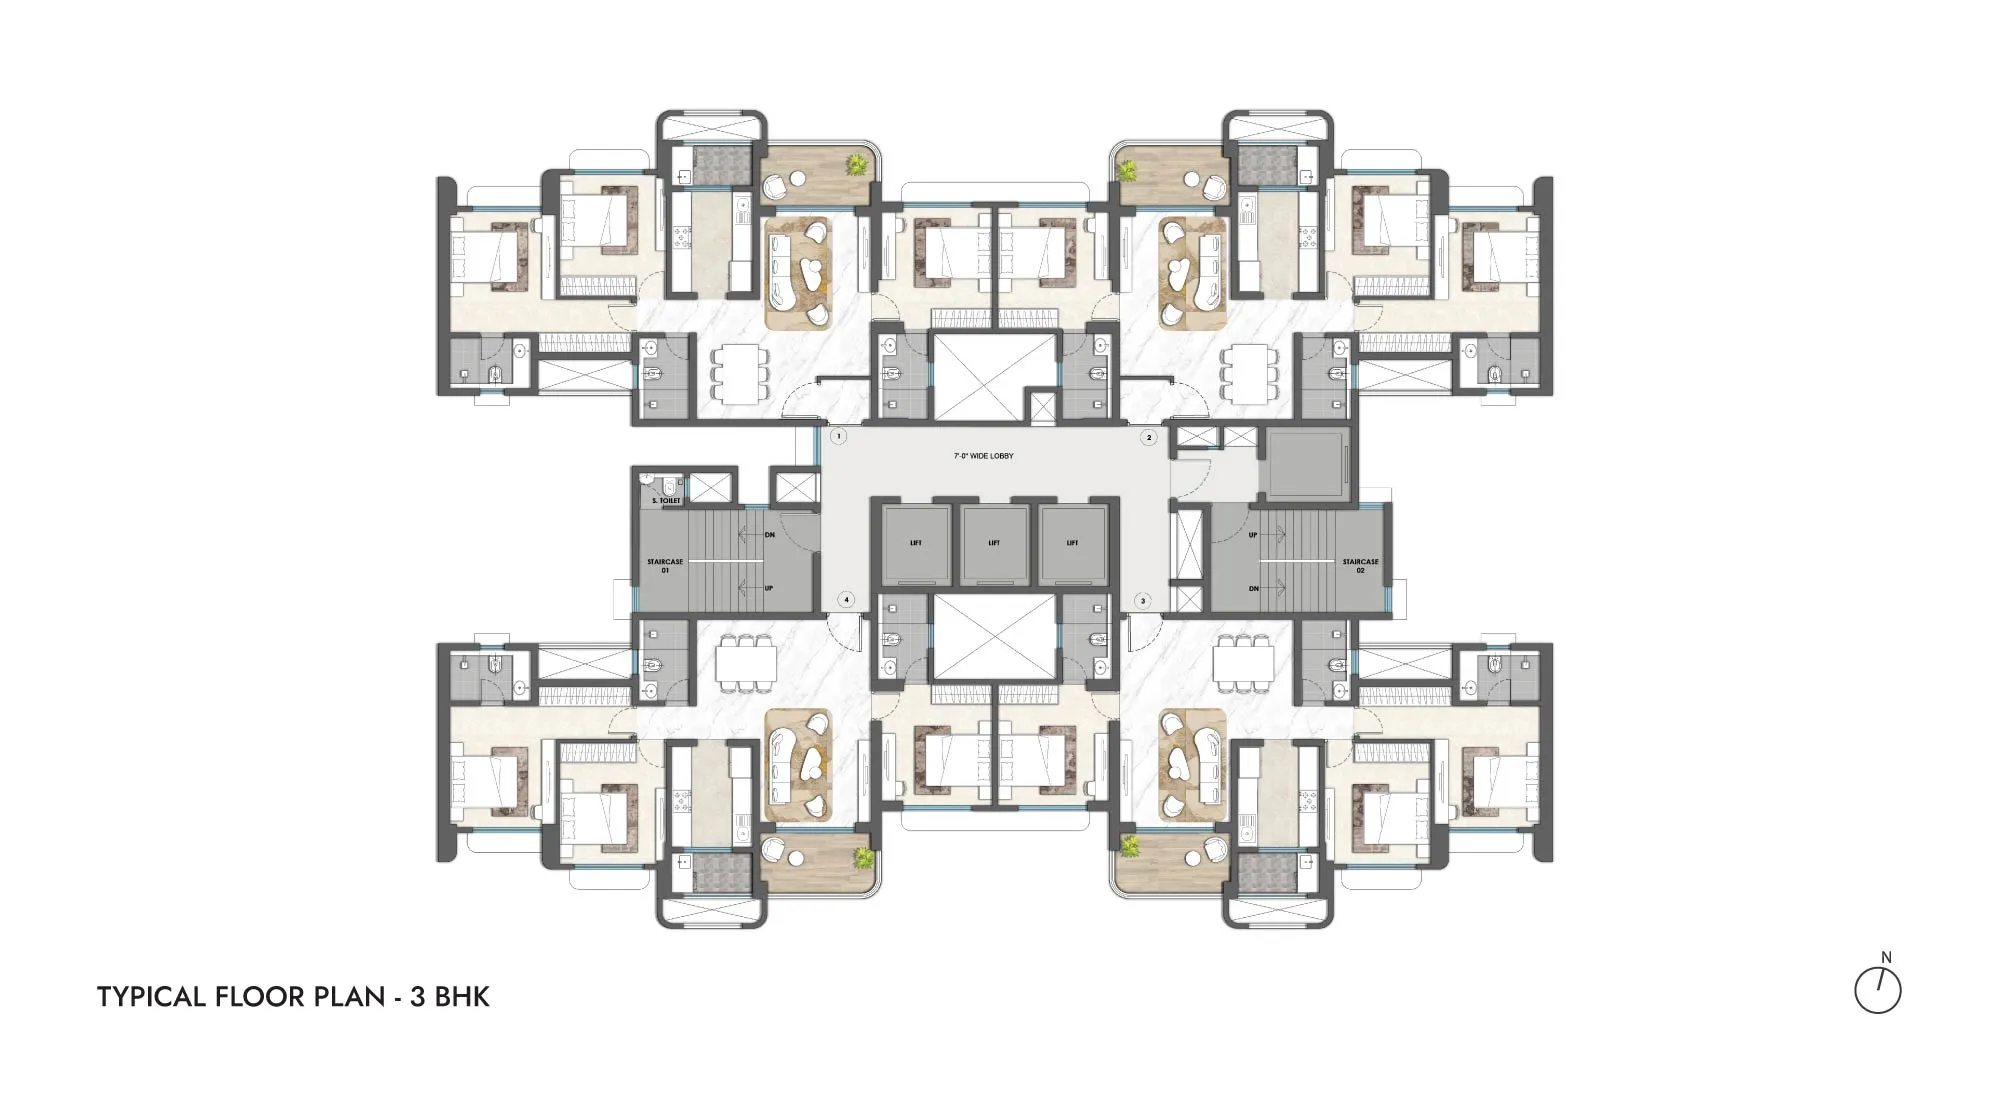 1
2
7'-0" WIDE LOBBY
S. TOILET
DN
UP
STAIRCASE
01
LIFT
LIFT
LIFT
UP
DN
STAIRCASE
02
4
3
TYPICAL FLOOR PLAN - 3 BHK
N